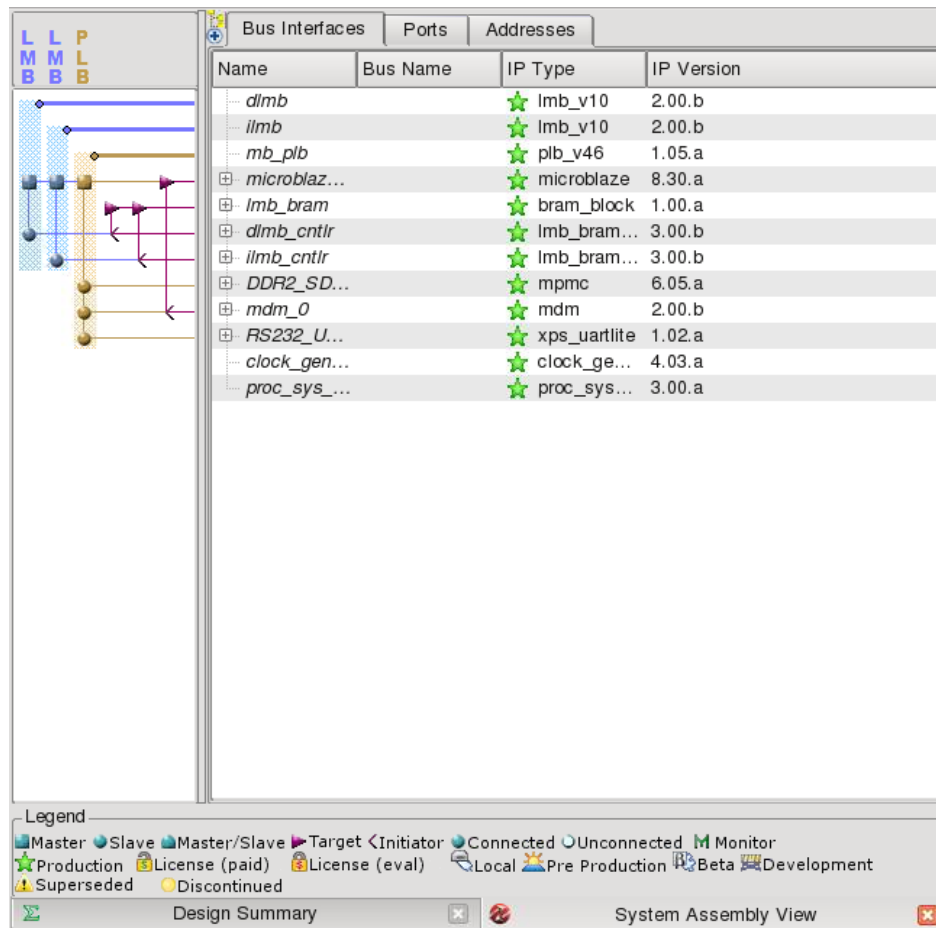 Bus Interfaces Ports Addresses
L L P
M M L
B B B
Name Bus Name IP Type IP Version
dlmb lmb_v10 2.00.b
ilmb lmb_v10 2.00.b
mb_plb plb_v46 1.05.a
microblaz... microblaze 8.30.a
lmb_bram bram_block 1.00.a
dlmb_cntlr lmb_bram... 3.00.b
ilmb_cntlr lmb_bram... 3.00.b
DDR2_SD... mpmc 6.05.a
mdm_0 mdm 2.00.b
RS232_U... xps_uartlite 1.02.a
clock_gen... clock_ge... 4.03.a
proc_sys_... proc_sys... 3.00.a
Legend
Master Slave Master/Slave Target Initiator Connected Unconnected M Monitor
Production License (paid) License (eval) Local Pre Production Beta Development
Superseded Discontinued
Design Summary System Assembly View